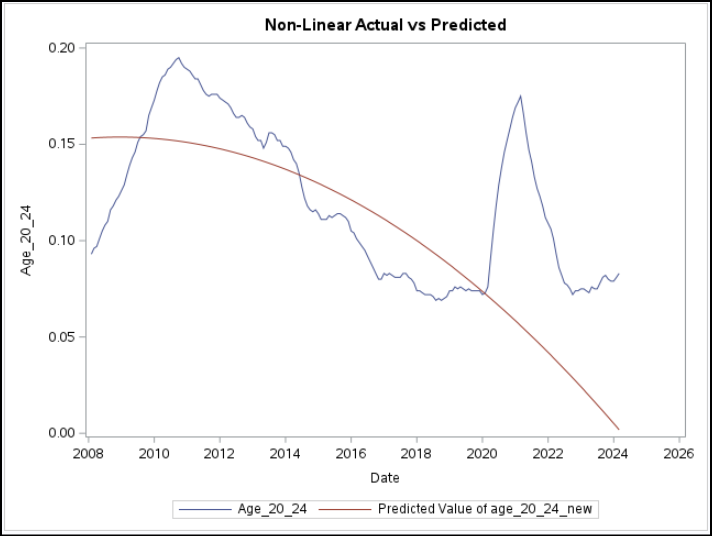 Non-Linear Actual vs Predicted
0.20
0.15
0.10
0.05
0.00
Age_20_24
2008 2010 2012 2014 2016 2018 2020 2022 2024 2026
Date
Age_20_24 Predicted Value of age_20_24_new